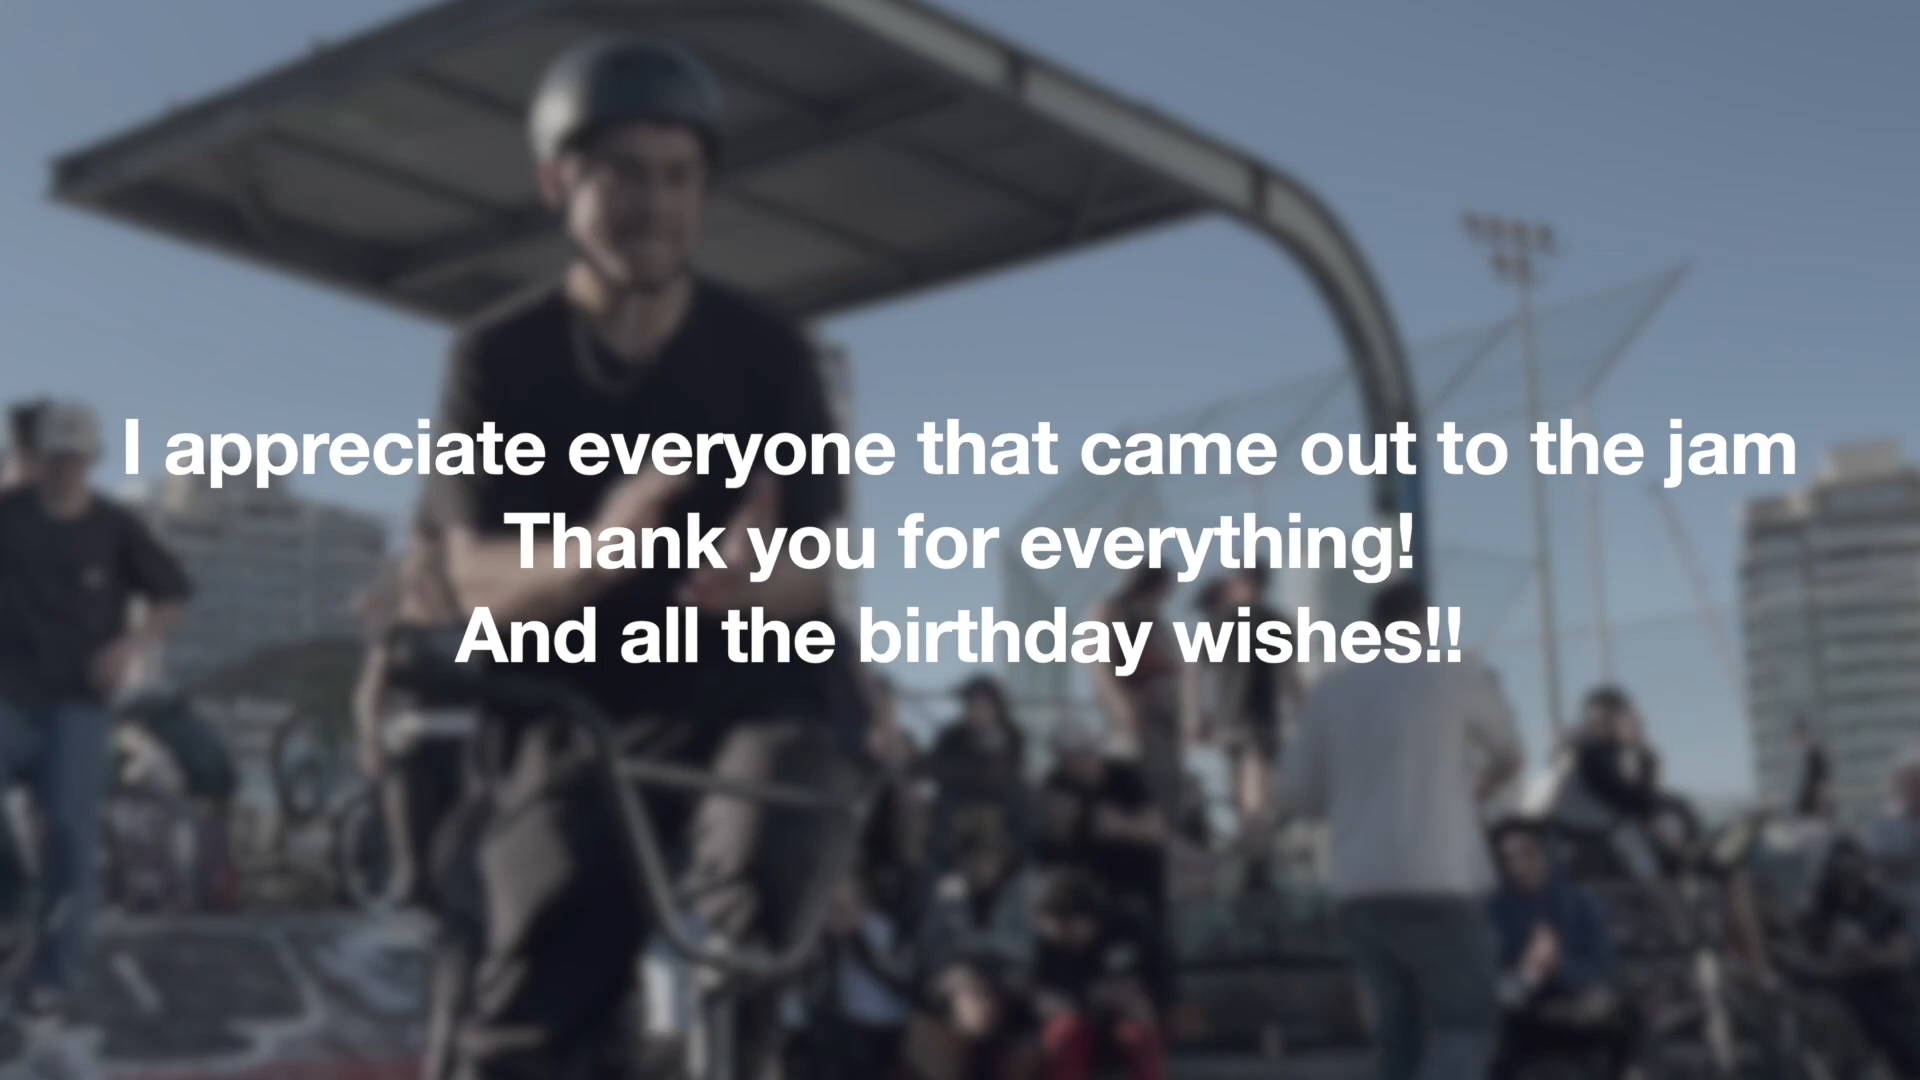 I appreciate everyone that came out to the jam
Thank you for everything!
And all the birthday wishes!!